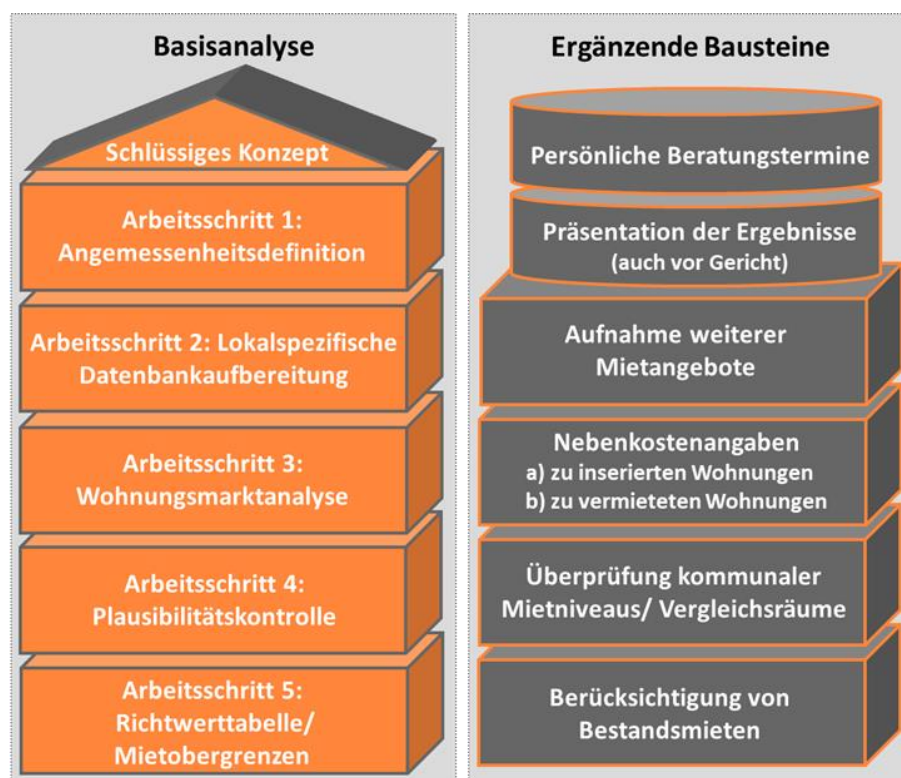 Basisanalyse
Schlüssiges Konzept
Arbeitsschritt 1:
Angemessenheitsdefinition
Arbeitsschritt 2: Lokalspezifische
Datenbankaufbereitung
Arbeitsschritt 3:
Wohnungsmarktanalyse
Arbeitsschritt 4:
Plausibilitätskontrolle
Arbeitsschritt 5:
Richtwerttabelle/
Mietobergrenzen
Ergänzende Bausteine
Persönliche Beratungstermine
Präsentation der Ergebnisse
(auch vor Gericht)
Aufnahme weiterer
Mietangebote
Nebenkostenangaben
a) zu inserierten Wohnungen
b) zu vermieteten Wohnungen
Überprüfung kommunaler
Mietniveaus/ Vergleichsräume
Berücksichtigung von
Bestandsmieten